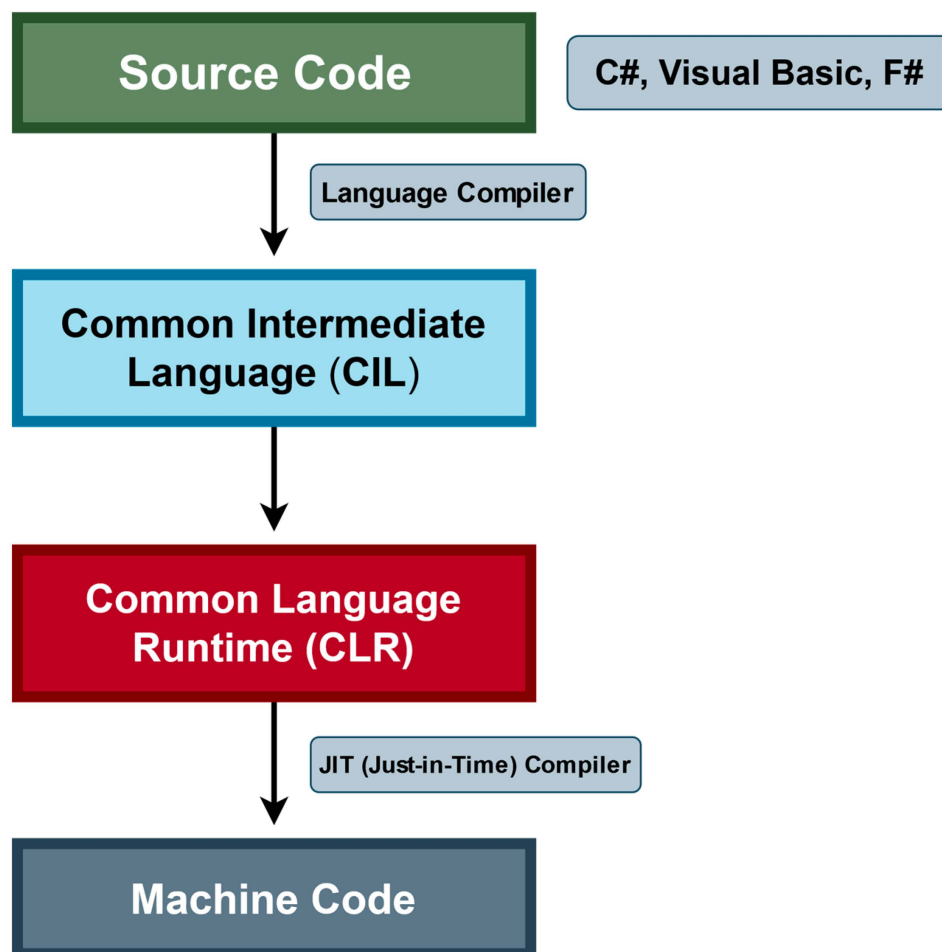 Source Code
C#, Visual Basic, F#
Language Compiler
Common Intermediate
Language (CIL)
Common Language
Runtime (CLR)
JIT (Just-in-Time) Compiler
Machine Code